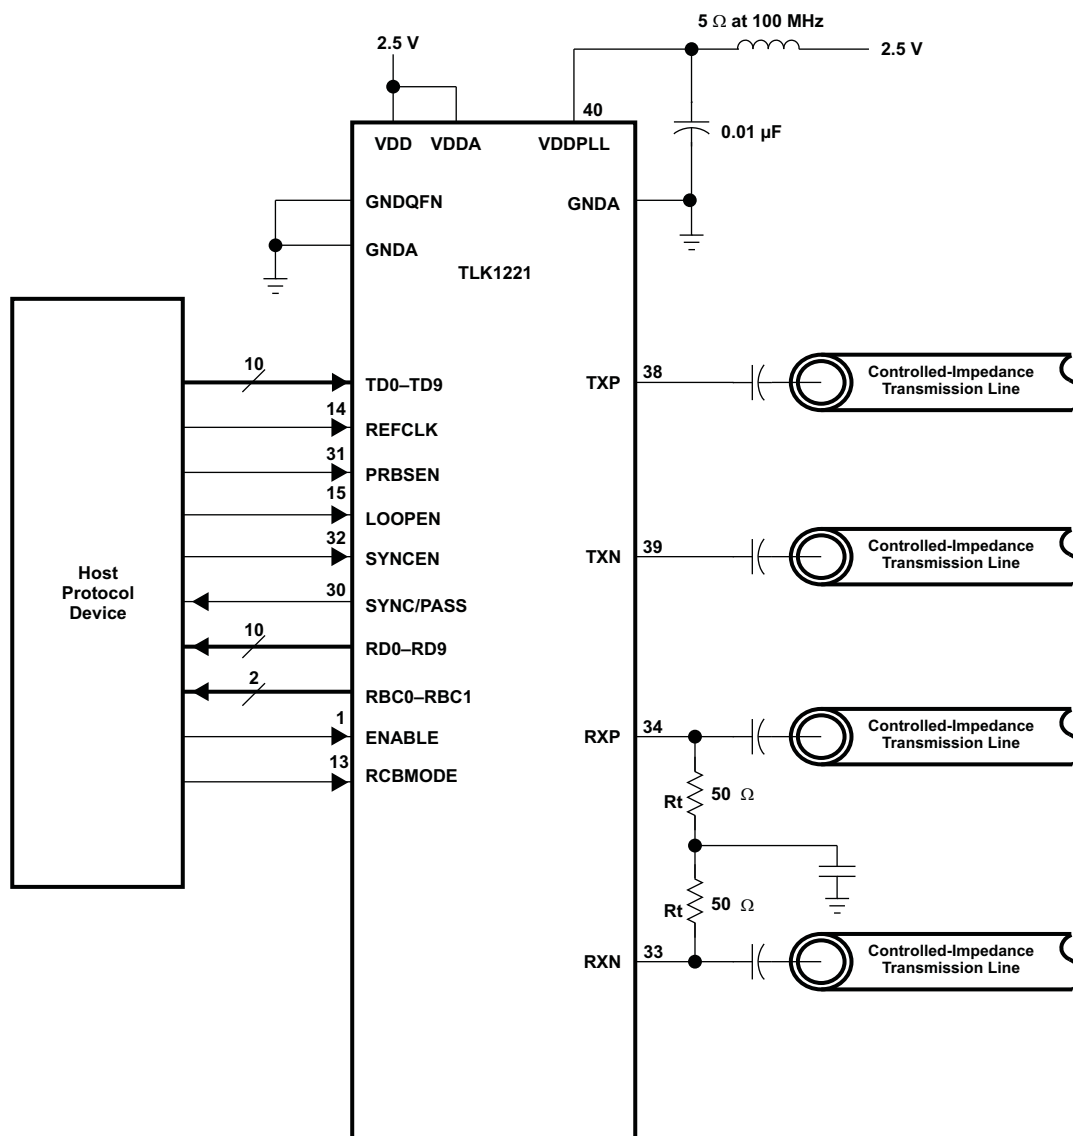 5 Ω at 100 MHz
2.5 V
2.5 V
40
0.01 µF
VDD
VDDA
VDDPLL
GNDQFN
GNDA
GNDA
TLK1221
Host
Protocol
Device
10
TD0–TD9
14
REFCLK
31
PRBSEN
15
LOOPEN
32
SYNCEN
30
SYNC/PASS
10
RD0–RD9
2
RBC0–RBC1
1
ENABLE
13
RCBMODE
TXP
38
Controlled-Impedance
Transmission Line
TXN
39
Controlled-Impedance
Transmission Line
RXP
34
Controlled-Impedance
Transmission Line
Rt
50 Ω
Rt
50 Ω
RXN
33
Controlled-Impedance
Transmission Line